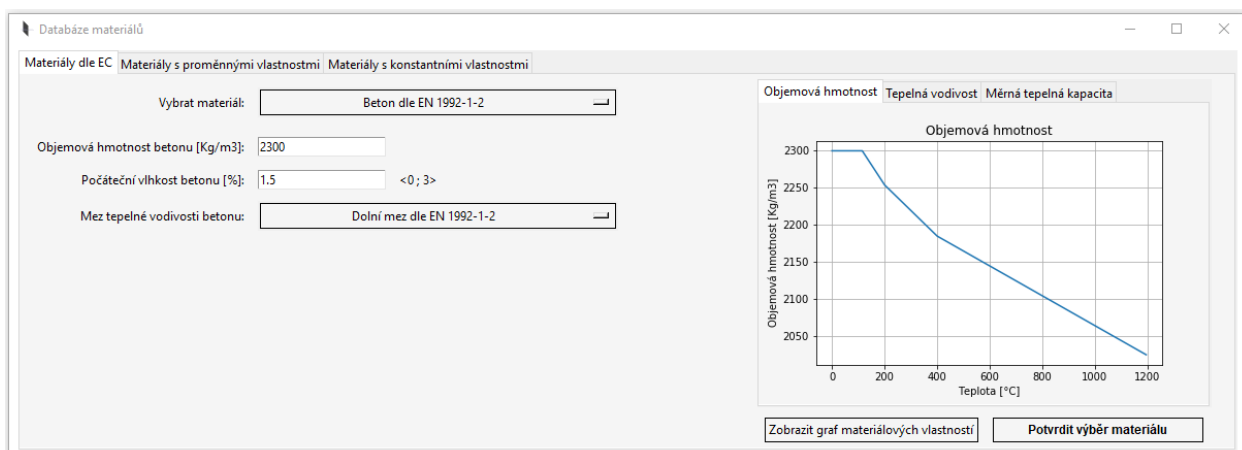 Databáze materiálů
Materiály dle EC Materiály s proměnnými vlastnostmi Materiály s konstantními vlastnostmi
Vybrat materiál: Beton dle EN 1992-1-2
Objemová hmotnost betonu [Kg/m3]: 2300
Počáteční vlhkost betonu [%]: 1.5 <0 ; 3>
Mez tepelné vodivosti betonu: Dolní mez dle EN 1992-1-2
Objemová hmotnost Tepelná vodivost Měrná tepelná kapacita
Objemová hmotnost
Objemová hmotnost [Kg/m3]
2300
2250
2200
2150
2100
2050
0 200 400 600 800 1000 1200
Teplota [°C]
Zobrazit graf materiálových vlastností Potvrdit výběr materiálu